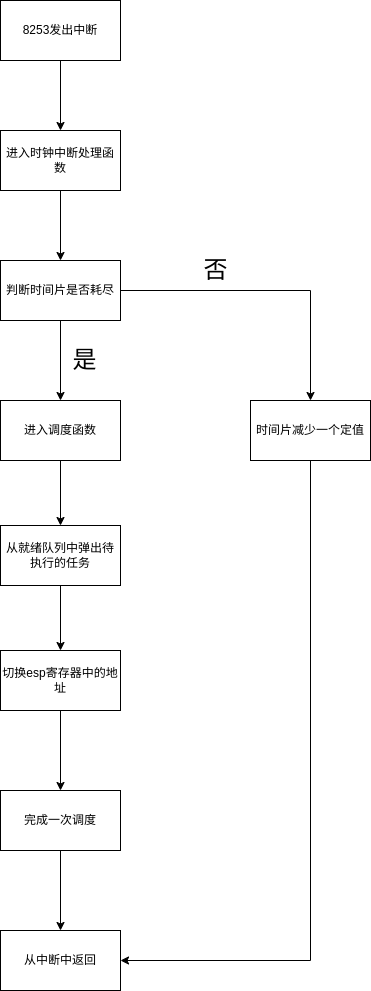 8253发出中断
进入时钟中断处理函
数
判断时间片是否耗尽
否
是
进入调度函数
时间片减少一个定值
从就绪队列中弹出待
执行的任务
切换esp寄存器中的地
址
完成一次调度
从中断中返回